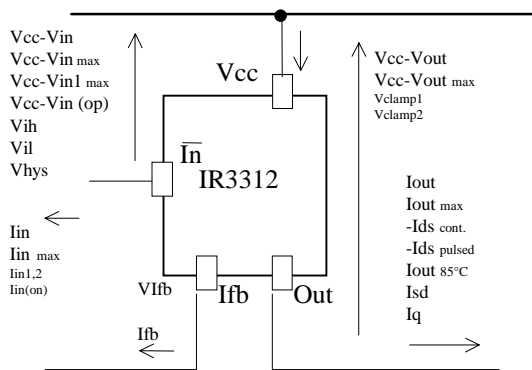 Vcc-Vin
Vcc-Vin max
Vcc-Vin1 max
Vcc-Vin (op)
Vih
Vil
Vhys
Iin
Iin max
Iin1,2
Iin(on)
Vcc
In
IR3312
VIfb
Ifb
Out
Ifb
Vcc-Vout
Vcc-Vout max
Vclamp1
Vclamp2
Iout
Iout max
-Ids cont.
-Ids pulsed
Iout 85°C
Isd
Iq